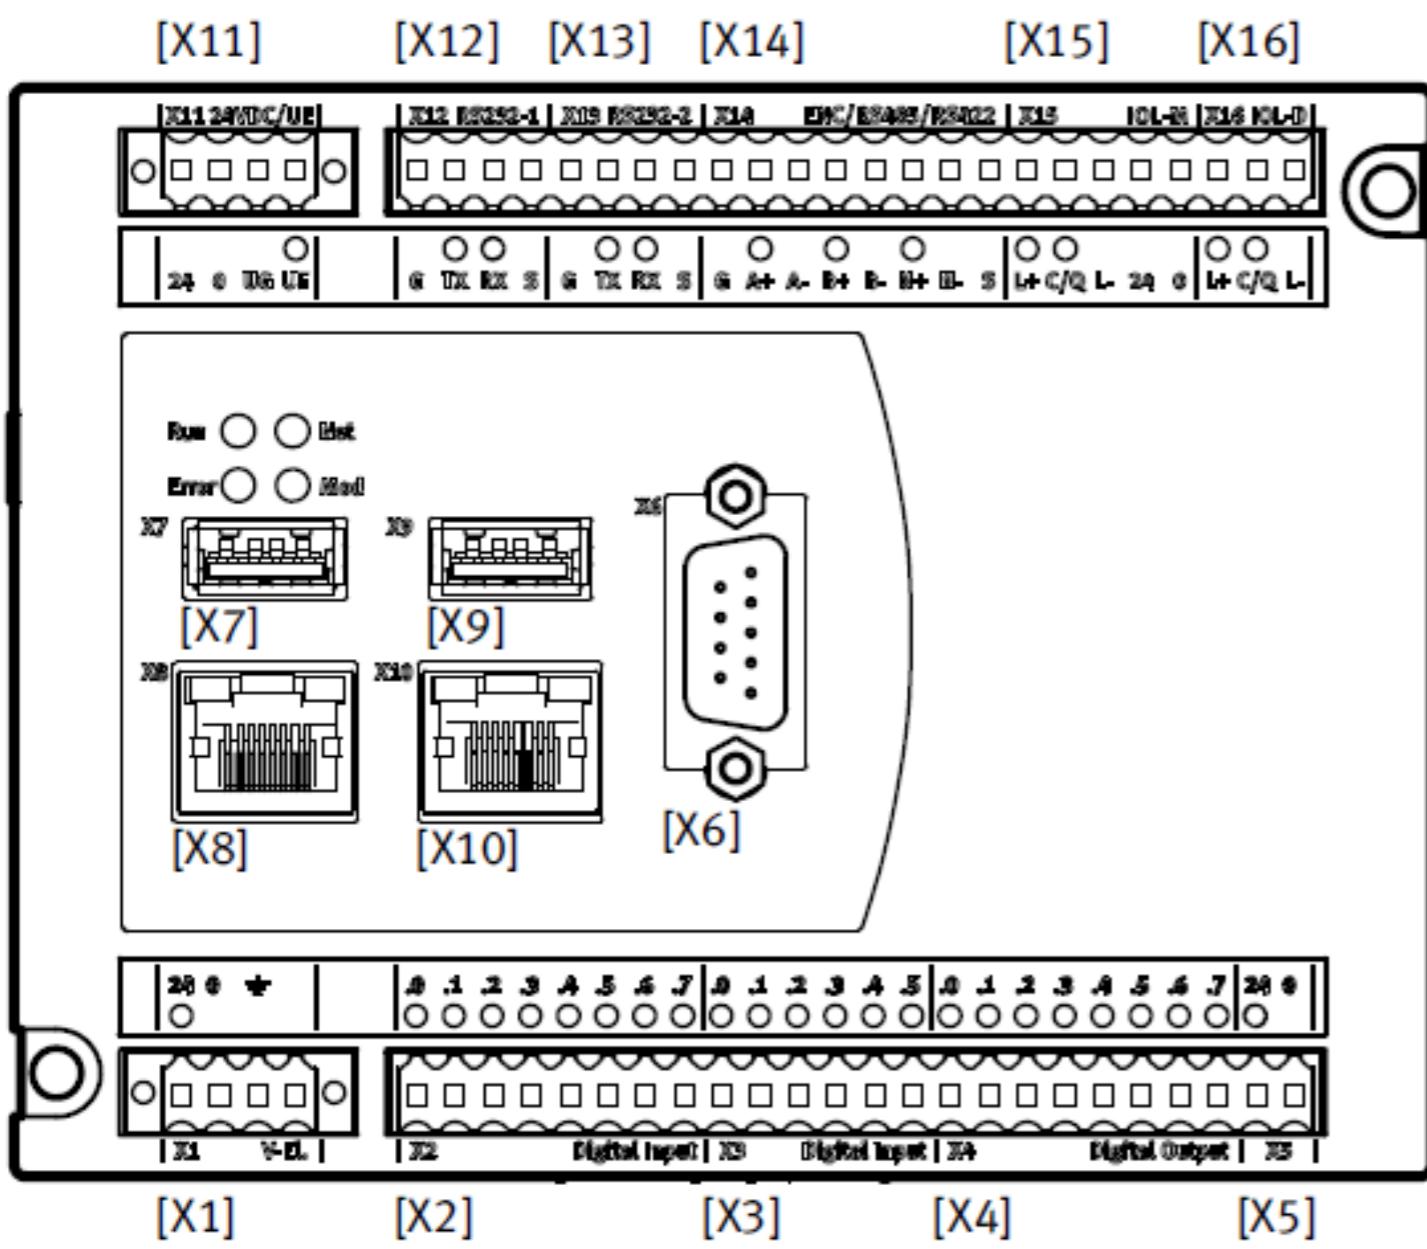 [X11] [X12] [X13] [X14] [X15] [X16]
X11 24VDC/UE X12 RS232-1 X13 RS232-2 X14 ENC/RS485/RS422 X15 IOL-M X16 IOL-D
24 0 UG UE G TX RX S G TX RX S G A+ A- B+ B- N+ N- S L+ C/Q L- 24 0 L+ C/Q L-
Run Net
Error Mod
X7 X9 X6
[X7] [X9]
X8 X10
[X8] [X10] [X6]
24 0 .0 .1 .2 .3 .4 .5 .6 .7 .0 .1 .2 .3 .4 .5 .0 .1 .2 .3 .4 .5 .6 .7 24 0
X1 V-EL. X2 Digital Input X3 Digital Input X4 Digital Output X5
[X1] [X2] [X3] [X4] [X5]